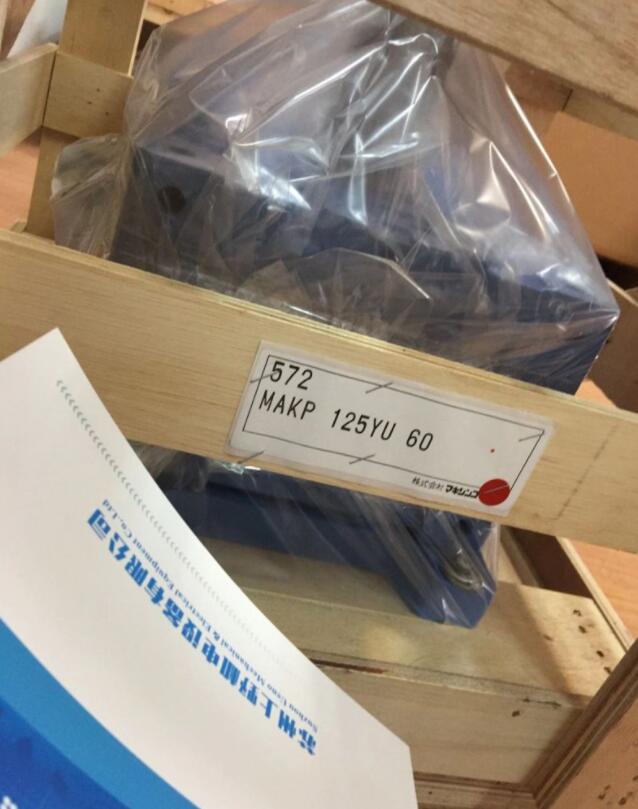 572
MAKP 125YU 60
株式会社 マキシンコー
苏州上野机电设备有限公司
Suzhou Ueno Mechanical & Electrical Equipment Co., Ltd